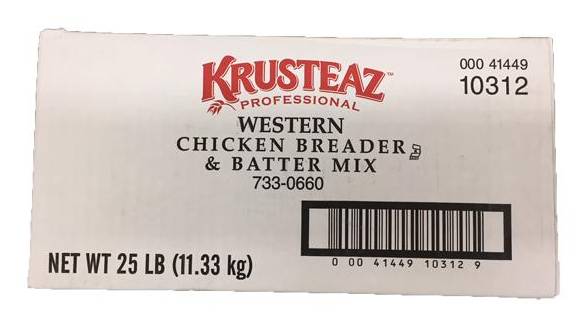 KRUSTEAZ™
PROFESSIONAL
000 41449
10312
WESTERN
CHICKEN BREADER
& BATTER MIX
733-0660
NET WT 25 LB (11.33 kg)
0 00 41449 10312 9